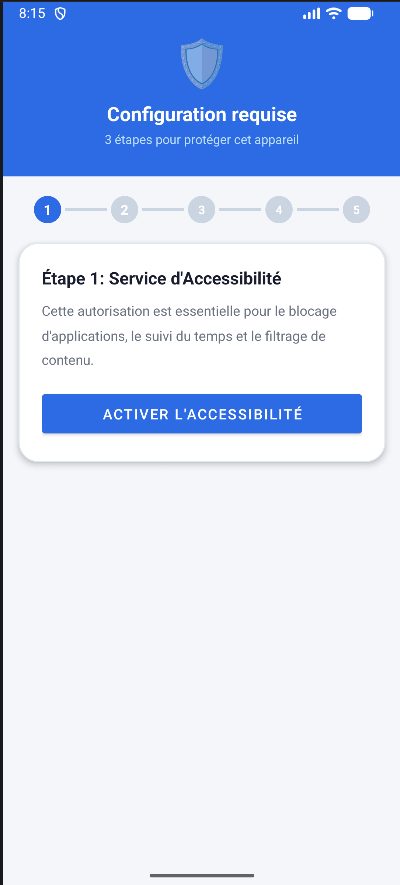 8:15
Configuration requise
3 étapes pour protéger cet appareil
1 2 3 4 5
Étape 1: Service d'Accessibilité
Cette autorisation est essentielle pour le blocage
d'applications, le suivi du temps et le filtrage de
contenu.
ACTIVER L'ACCESSIBILITÉ